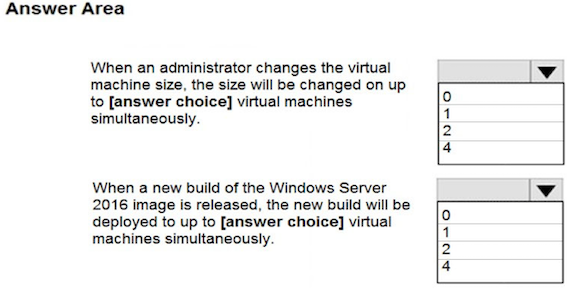 Answer Area
When an administrator changes the virtual
machine size, the size will be changed on up
to [answer choice] virtual machines
simultaneously.
0
1
2
4
When a new build of the Windows Server
2016 image is released, the new build will be
deployed to up to [answer choice] virtual
machines simultaneously.
0
1
2
4